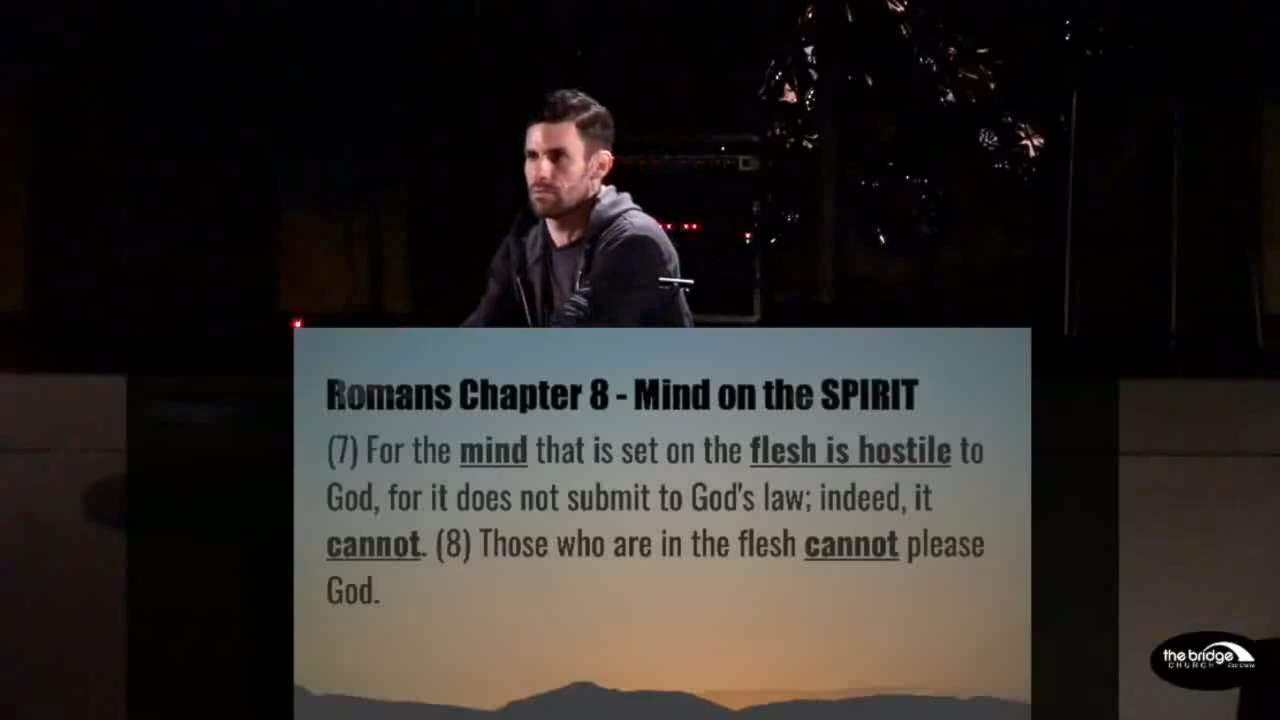 Romans Chapter 8 - Mind on the SPIRIT
(7) For the mind that is set on the flesh is hostile to
God, for it does not submit to God's law; indeed, it
cannot. (8) Those who are in the flesh cannot please
God.
the bridge
CHURCH